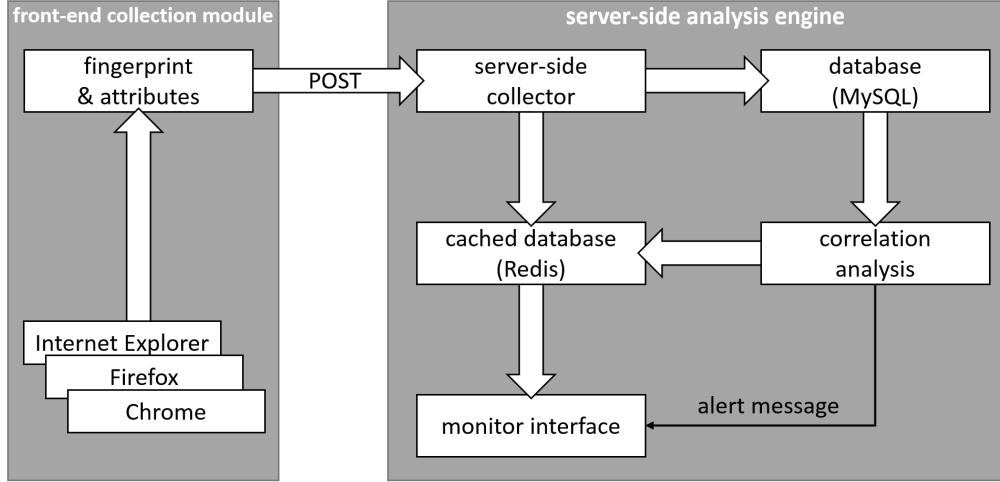 front-end collection module
server-side analysis engine
fingerprint
& attributes
POST
server-side
collector
database
(MySQL)
cached database
(Redis)
correlation
analysis
Internet Explorer
Firefox
Chrome
monitor interface
alert message